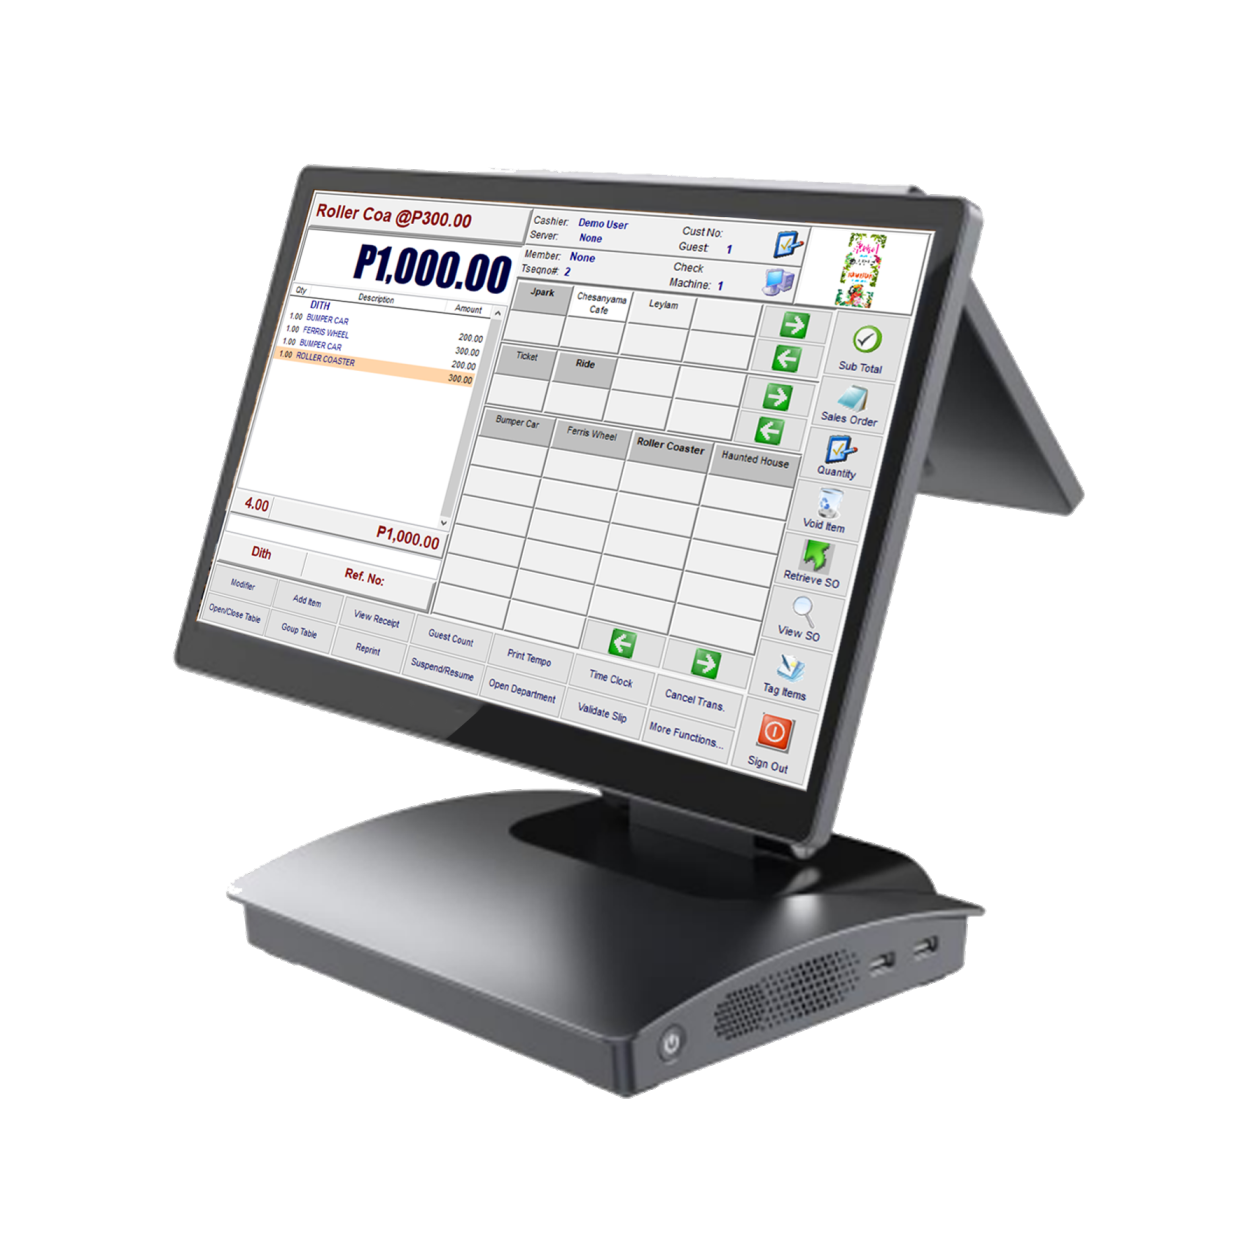 Roller Coa @P300.00
P1,000.00
Cashier: Demo User
Server: None
Cust No:
Guest: 1
Member: None
Tseqno#: 2
Check
Machine: 1
Qty Description Amount
DITH
1.00 BUMPER CAR 200.00
1.00 FERRIS WHEEL 300.00
1.00 BUMPER CAR 200.00
1.00 ROLLER COASTER 300.00
4.00 P1,000.00
Dith Ref. No:
Jpark Chesanyama Leylam
Cafe
Ticket Ride
Bumper Car Ferris Wheel Roller Coaster Haunted House
Sub Total
Sales Order
Quantity
Void Item
Retrieve SO
View SO
Tag Items
Sign Out
Modifier Add Item View Receipt Guest Count Print Tempo Time Clock Cancel Trans.
Open/Close Table Goup Table Reprint Suspend/Resume Open Department Validate Slip More Functions...